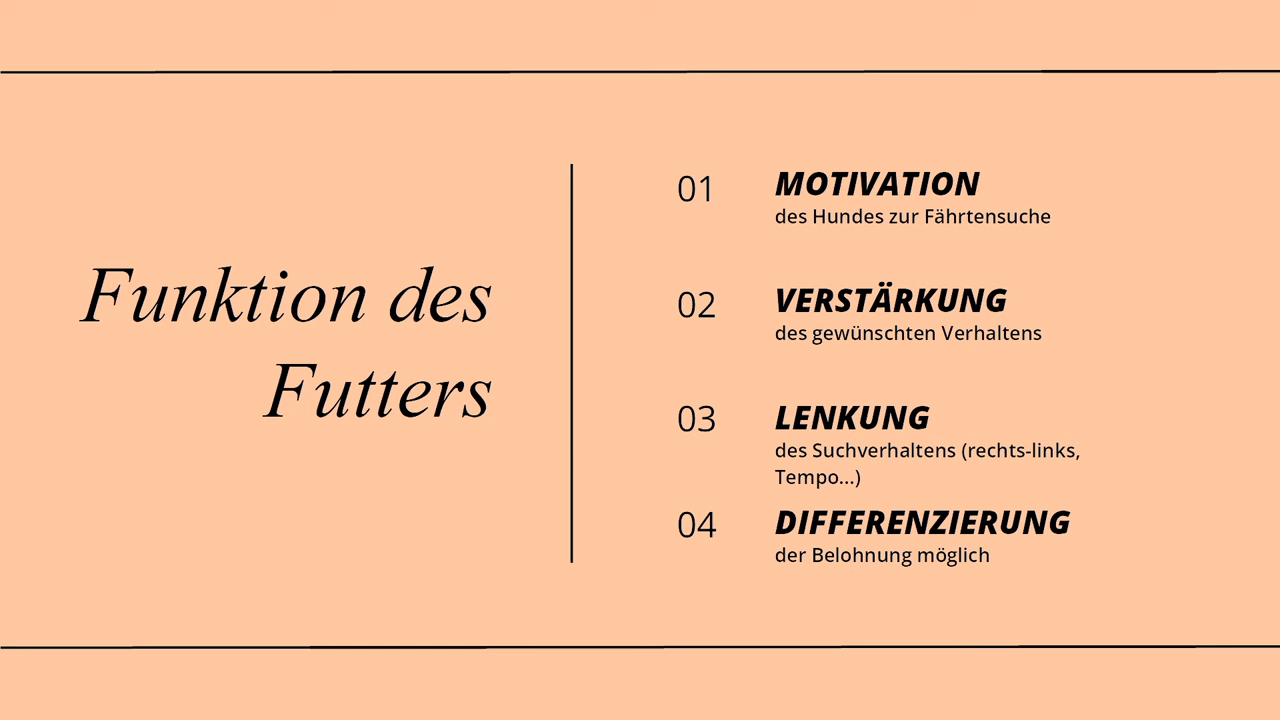 Funktion des
Futters
01
MOTIVATION
des Hundes zur Fährtensuche
02
VERSTÄRKUNG
des gewünschten Verhaltens
03
LENKUNG
des Suchverhaltens (rechts-links,
Tempo...)
04
DIFFERENZIERUNG
der Belohnung möglich